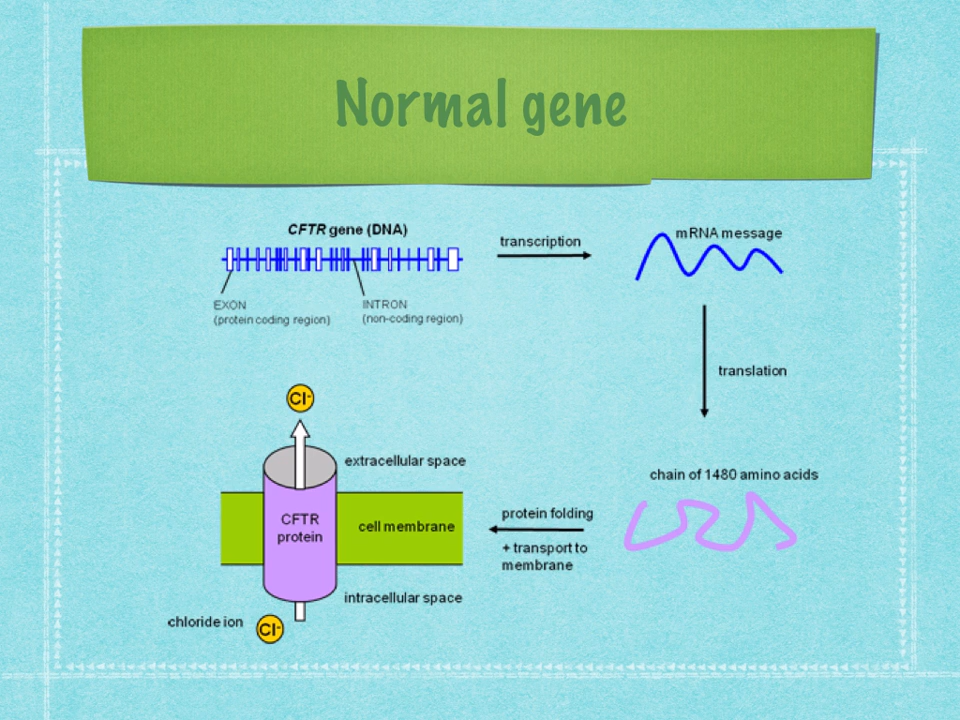 Normal gene
CFTR gene (DNA)
transcription
mRNA message
EXON
(protein coding region)
INTRON
(non-coding region)
translation
Cl-
extracellular space
chain of 1480 amino acids
CFTR
protein
cell membrane
protein folding
+ transport to
membrane
intracellular space
chloride ion
Cl-